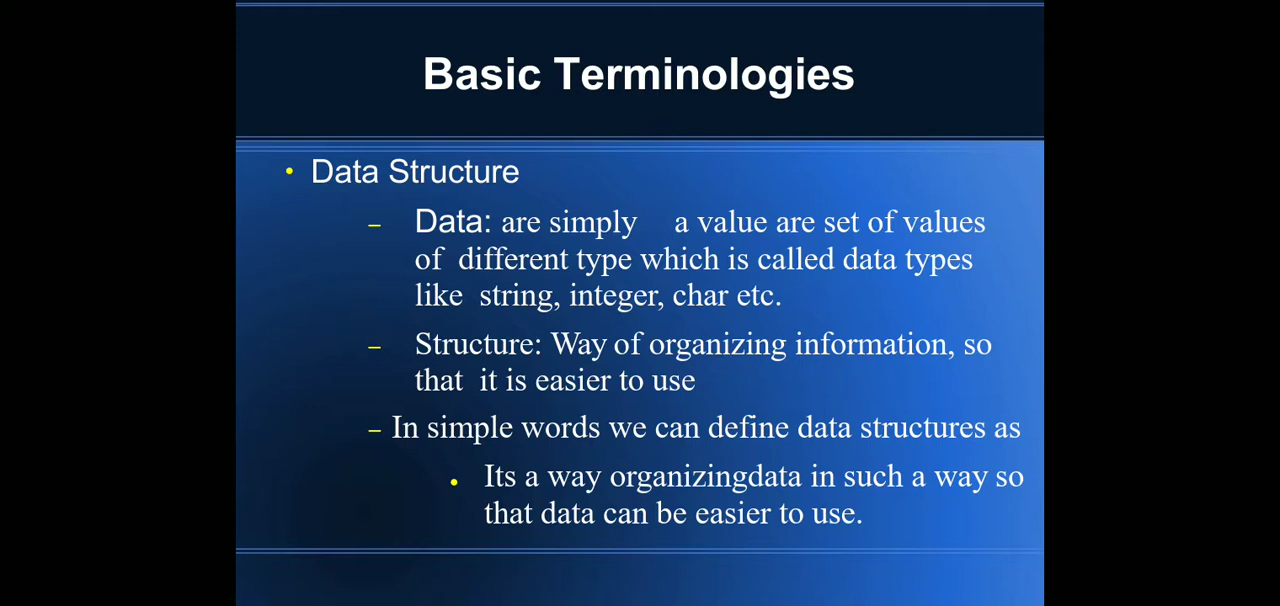 Basic Terminologies
• Data Structure
– Data: are simply a value are set of values
of different type which is called data types
like string, integer, char etc.
– Structure: Way of organizing information, so
that it is easier to use
– In simple words we can define data structures as
• Its a way organizingdata in such a way so
that data can be easier to use.